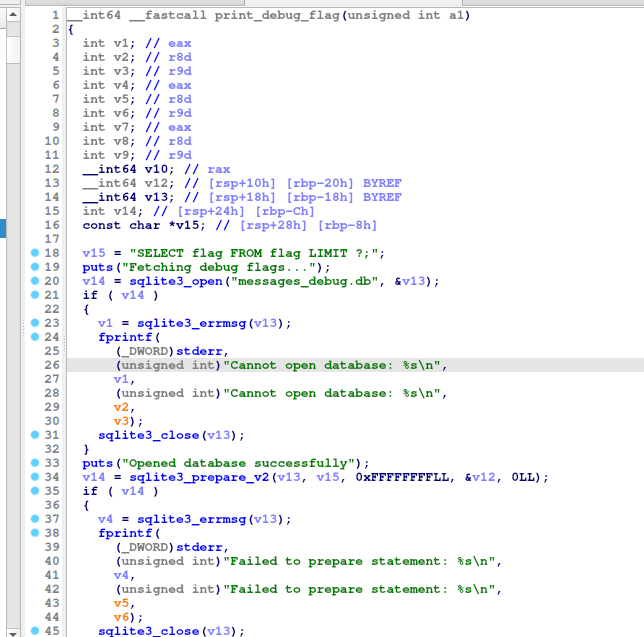 1 __int64 __fastcall print_debug_flag(unsigned int a1)
2 {
3 int v1; // eax
4 int v2; // r8d
5 int v3; // r9d
6 int v4; // eax
7 int v5; // r8d
8 int v6; // r9d
9 int v7; // eax
10 int v8; // r8d
11 int v9; // r9d
12 __int64 v10; // rax
13 __int64 v12; // [rsp+10h] [rbp-20h] BYREF
14 __int64 v13; // [rsp+18h] [rbp-18h] BYREF
15 int v14; // [rsp+24h] [rbp-Ch]
16 const char *v15; // [rsp+28h] [rbp-8h]
17
18 v15 = "SELECT flag FROM flag LIMIT ?;";
19 puts("Fetching debug flags...");
20 v14 = sqlite3_open("messages_debug.db", &v13);
21 if ( v14 )
22 {
23 v1 = sqlite3_errmsg(v13);
24 fprintf(
25 (_DWORD)stderr,
26 (unsigned int)"Cannot open database: %s\n",
27 v1,
28 (unsigned int)"Cannot open database: %s\n",
29 v2,
30 v3);
31 sqlite3_close(v13);
32 }
33 puts("Opened database successfully");
34 v14 = sqlite3_prepare_v2(v13, v15, 0xFFFFFFFFLL, &v12, 0LL);
35 if ( v14 )
36 {
37 v4 = sqlite3_errmsg(v13);
38 fprintf(
39 (_DWORD)stderr,
40 (unsigned int)"Failed to prepare statement: %s\n",
41 v4,
42 (unsigned int)"Failed to prepare statement: %s\n",
43 v5,
44 v6);
45 sqlite3_close(v13);